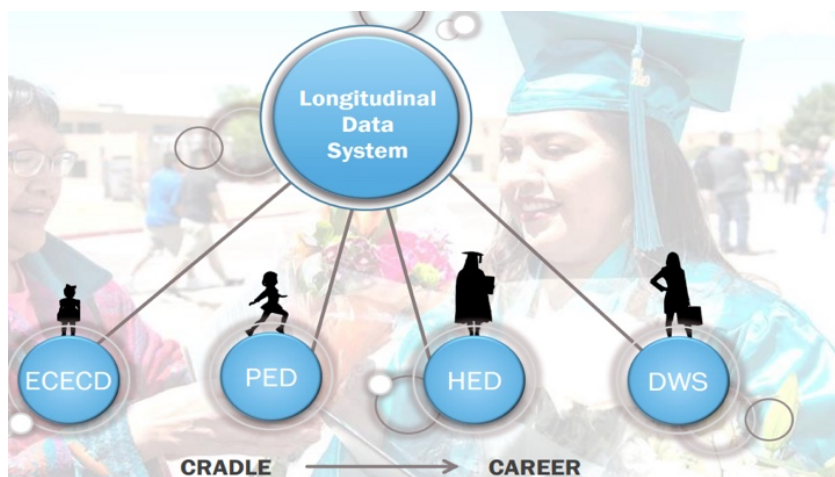 Longitudinal
Data
System
ECECD
PED
HED
DWS
CRADLE
CAREER